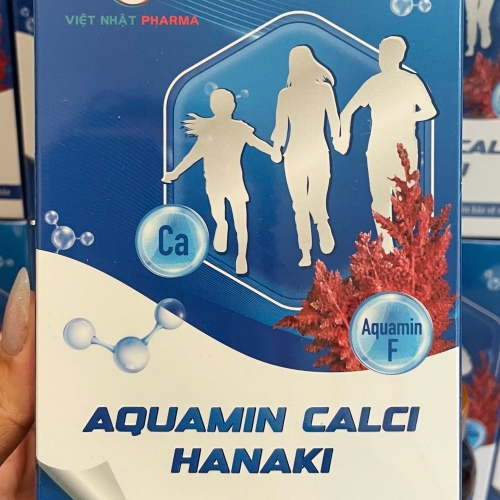 VIỆT NHẬT PHARMA
Ca
Aquamin
F
AQUAMIN CALCI
HANAKI